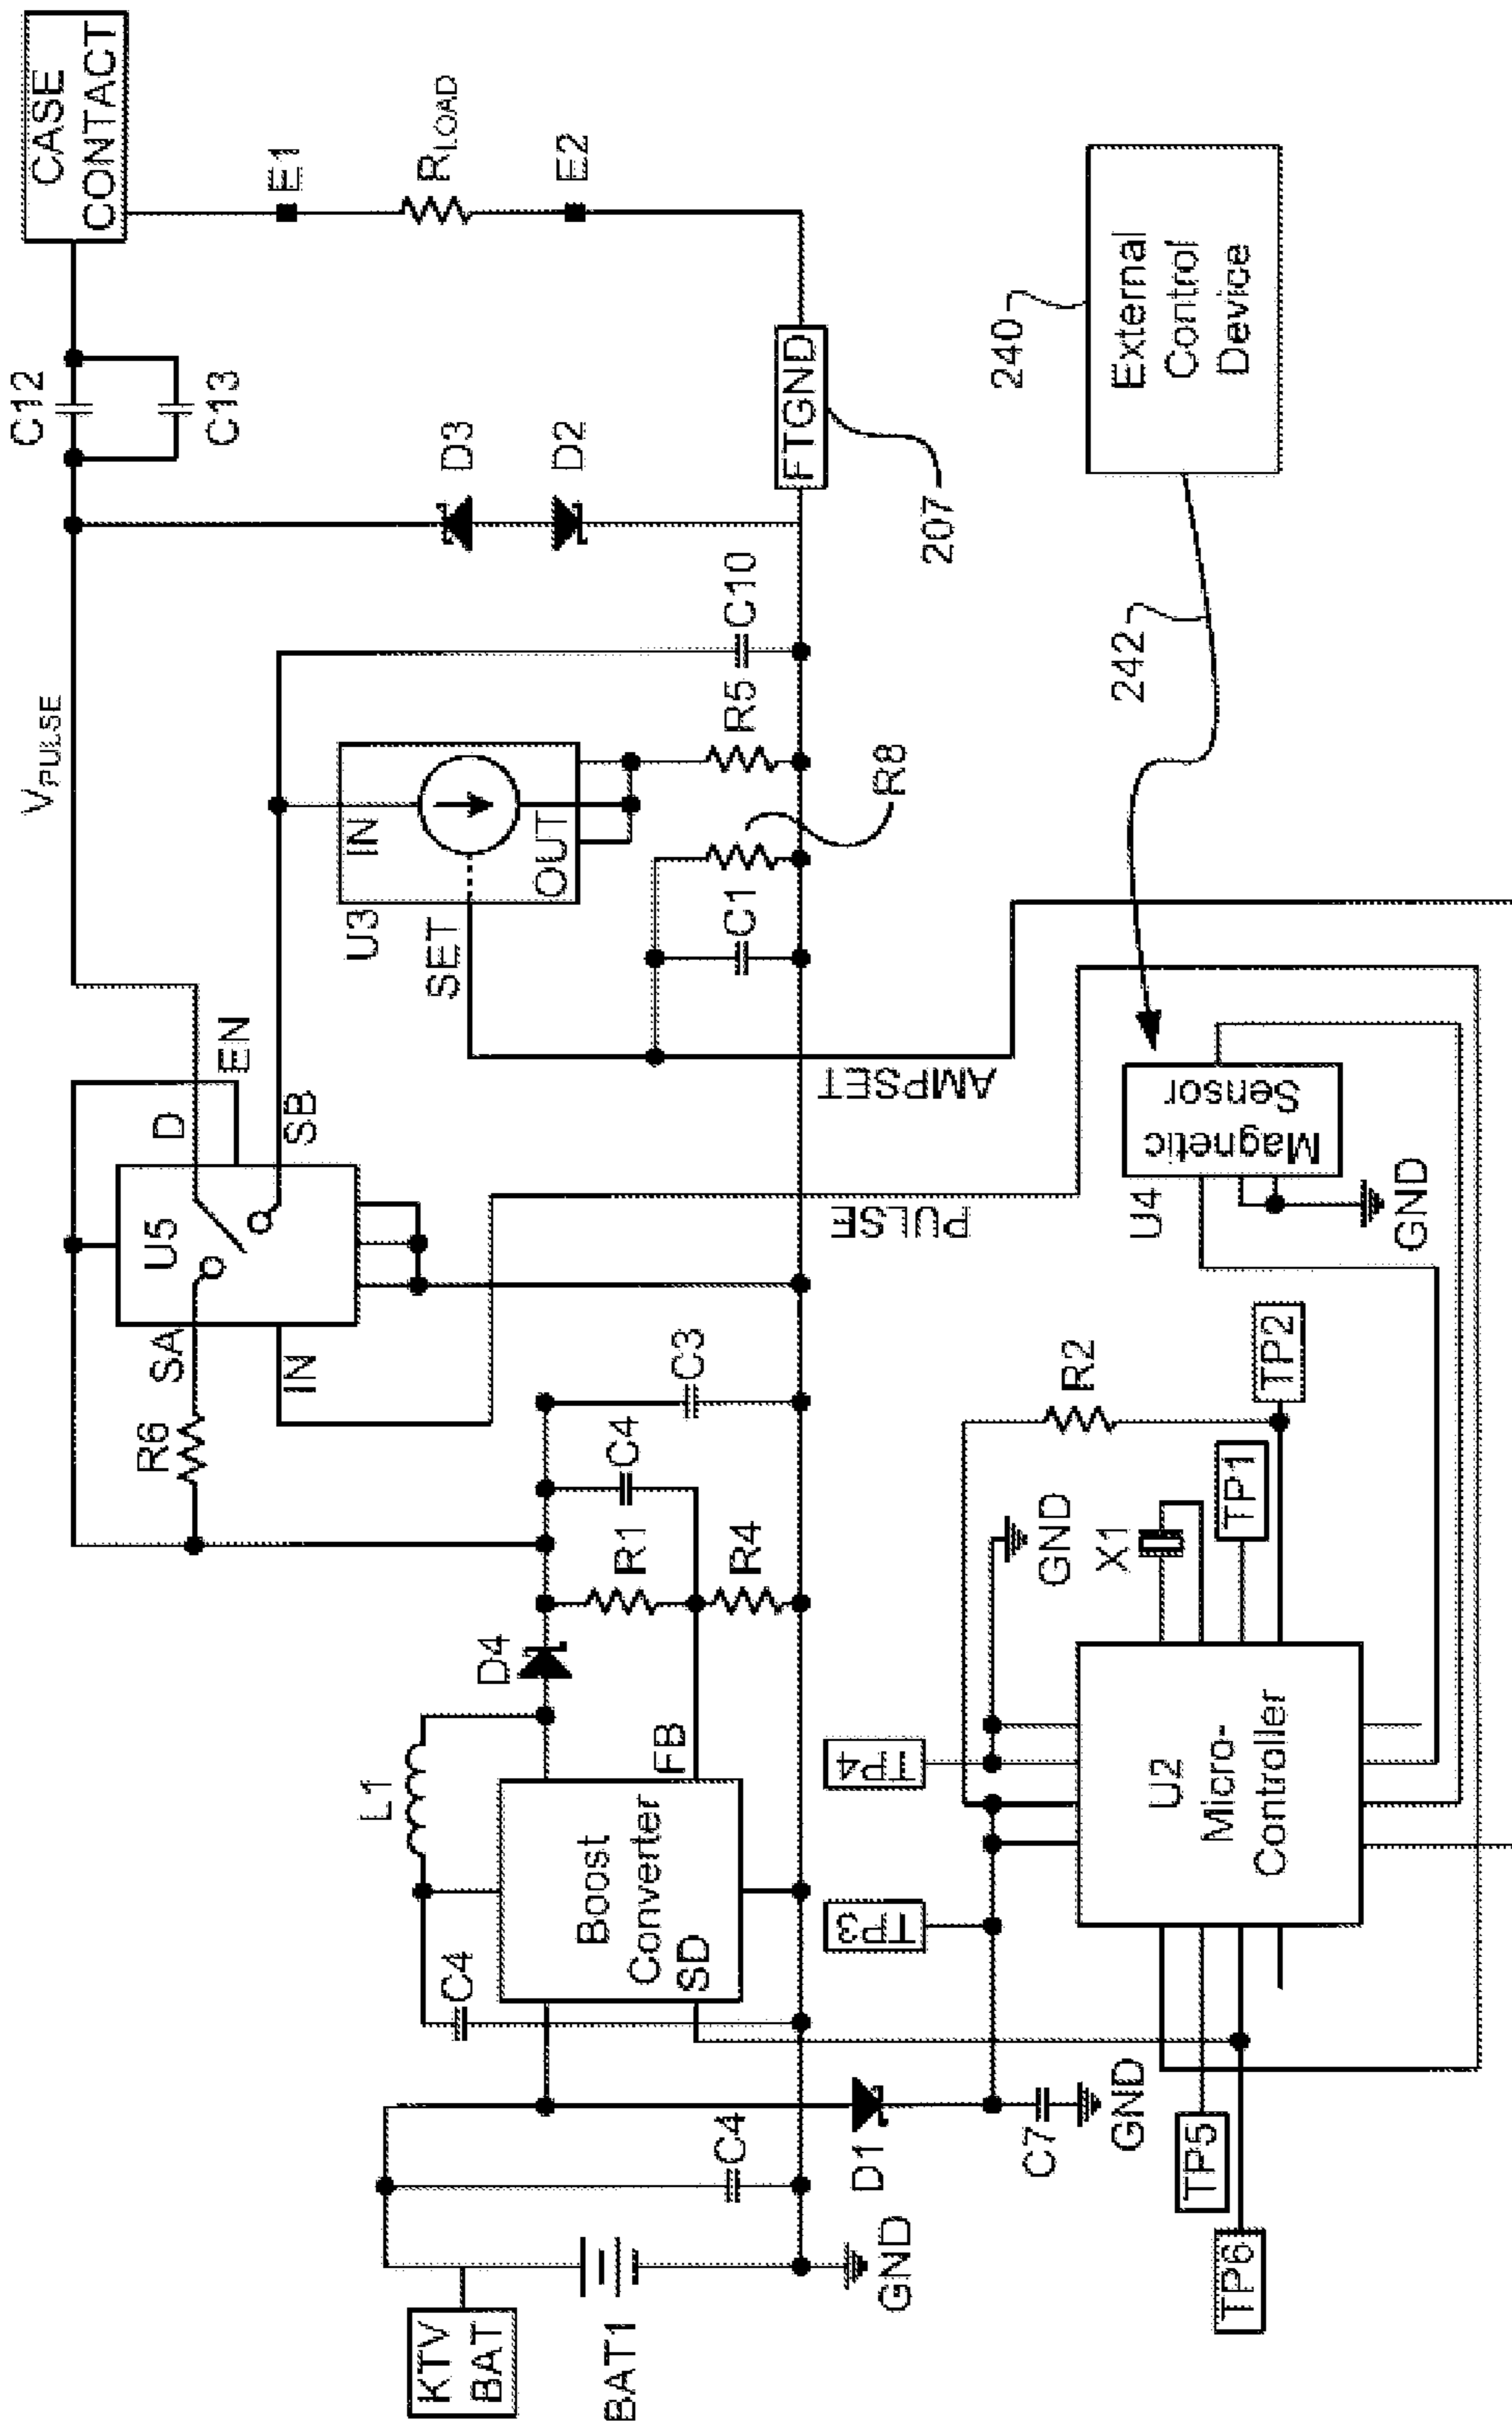 CASE
CONTACT
C12
C13
VPULSE
E1
RLOAD
E2
D3
D2
FTGND
207
C10
R5
R8
C1
U3
IN
OUT
SET
AMPSET
EN
D
SB
U5
SA
IN
R6
PULSE
C3
C4
R1
R4
D4
L1
FB
Boost
Converter
SD
C4
C4
KTV
BAT
BAT1
GND
D1
C7
GND
TP3
TP4
GND
R2
X1
TP1
TP2
U2
Micro-
Controller
TP5
TP6
U4
Magnetic
Sensor
GND
242
240
External
Control
Device